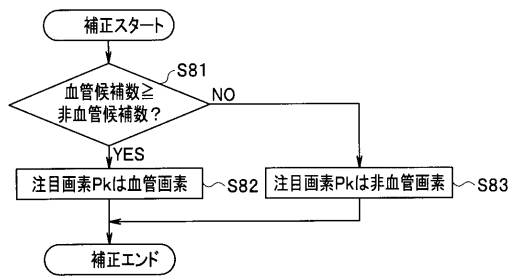 補正スタート
S81
血管候補数≧
非血管候補数?
NO
YES
注目画素Pkは血管画素
S82
注目画素Pkは非血管画素
S83
補正エンド